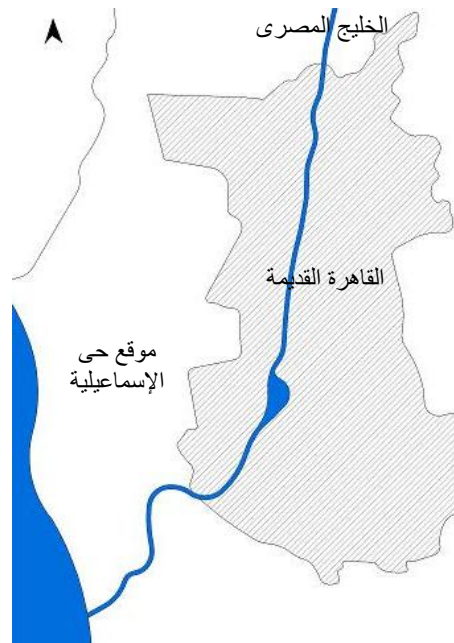 الخليج المصرى
القاهرة القديمة
موقع حى
الإسماعيلية